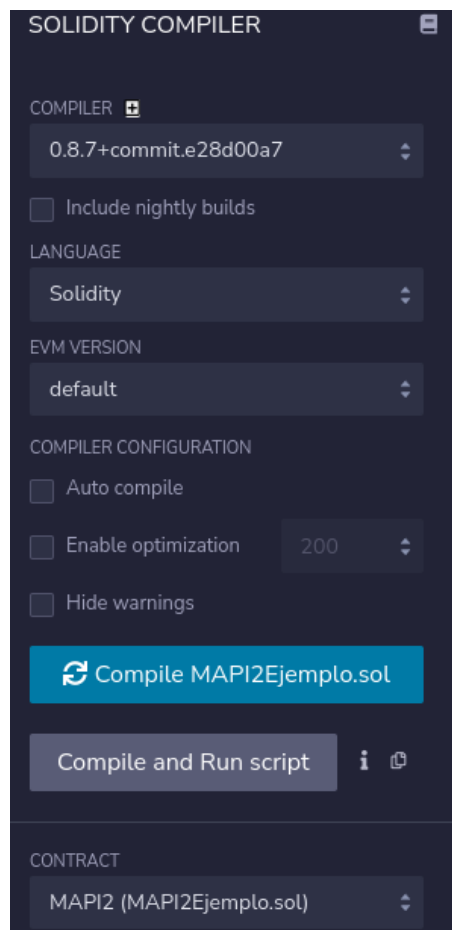 SOLIDITY COMPILER
COMPILER
0.8.7+commit.e28d00a7
Include nightly builds
LANGUAGE
Solidity
EVM VERSION
default
COMPILER CONFIGURATION
Auto compile
Enable optimization 200
Hide warnings
Compile MAPI2Ejemplo.sol
Compile and Run script
CONTRACT
MAPI2 (MAPI2Ejemplo.sol)